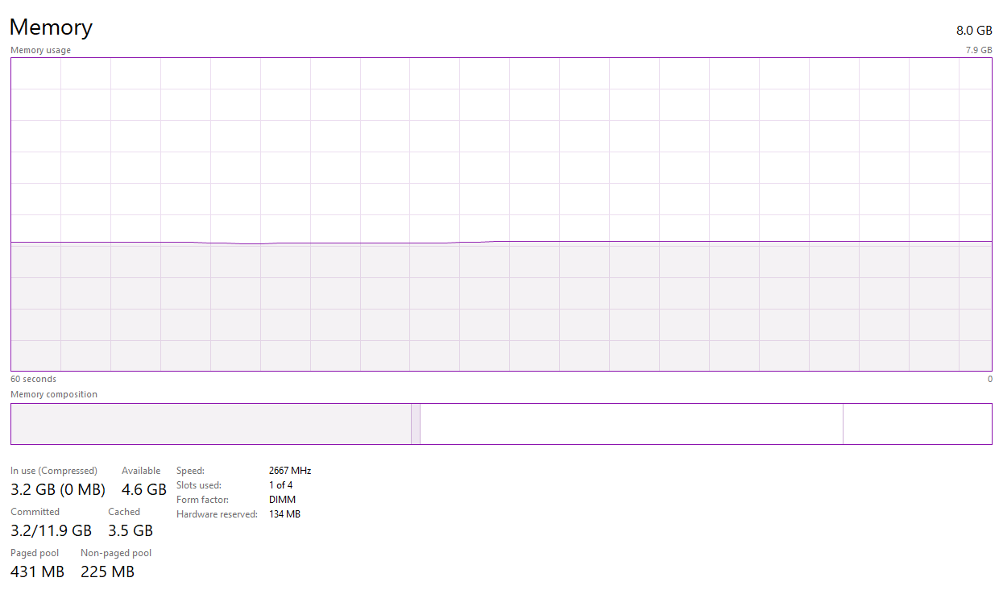 Memory 8.0 GB
Memory usage 7.9 GB
60 seconds 0
Memory composition
In use (Compressed) Available
3.2 GB (0 MB) 4.6 GB
Committed Cached
3.2/11.9 GB 3.5 GB
Paged pool Non-paged pool
431 MB 225 MB
Speed: 2667 MHz
Slots used: 1 of 4
Form factor: DIMM
Hardware reserved: 134 MB